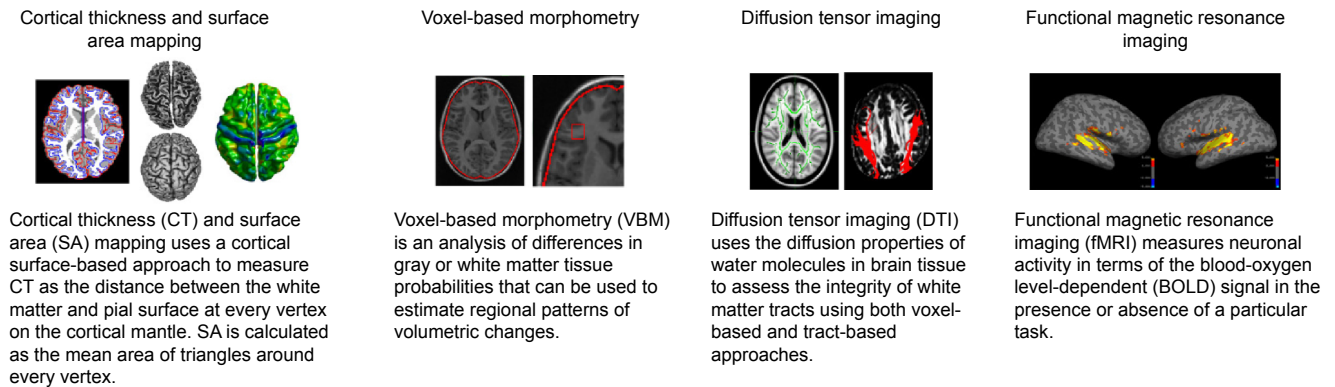 Cortical thickness and surface
area mapping
Cortical thickness (CT) and surface
area (SA) mapping uses a cortical
surface-based approach to measure
CT as the distance between the white
matter and pial surface at every vertex
on the cortical mantle. SA is calculated
as the mean area of triangles around
every vertex.
Voxel-based morphometry
Voxel-based morphometry (VBM)
is an analysis of differences in
gray or white matter tissue
probabilities that can be used to
estimate regional patterns of
volumetric changes.
Diffusion tensor imaging
Diffusion tensor imaging (DTI)
uses the diffusion properties of
water molecules in brain tissue
to assess the integrity of white
matter tracts using both voxel-
based and tract-based
approaches.
Functional magnetic resonance
imaging
Functional magnetic resonance
imaging (fMRI) measures neuronal
activity in terms of the blood-oxygen
level-dependent (BOLD) signal in the
presence or absence of a particular
task.